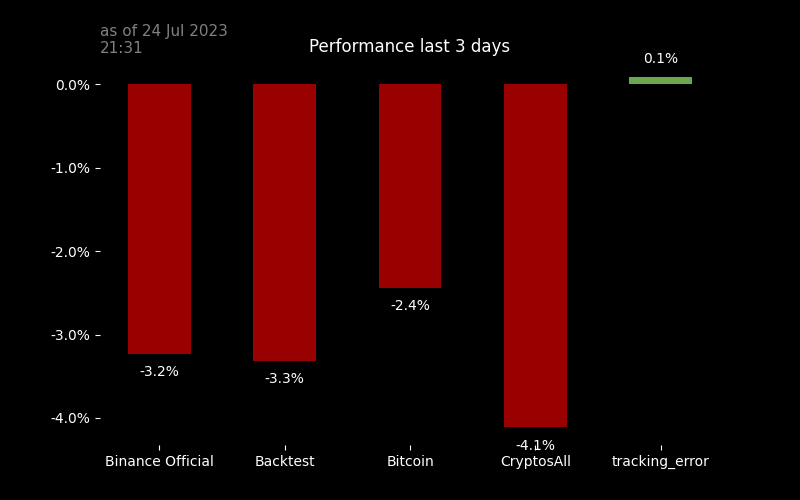 as of 24 Jul 2023
21:31
Performance last 3 days
0.1%
0.0%
-1.0%
-2.0%
-3.0%
-4.0%
-3.2%
-3.3%
-2.4%
-4.1%
Binance Official
Backtest
Bitcoin
CryptosAll
tracking_error